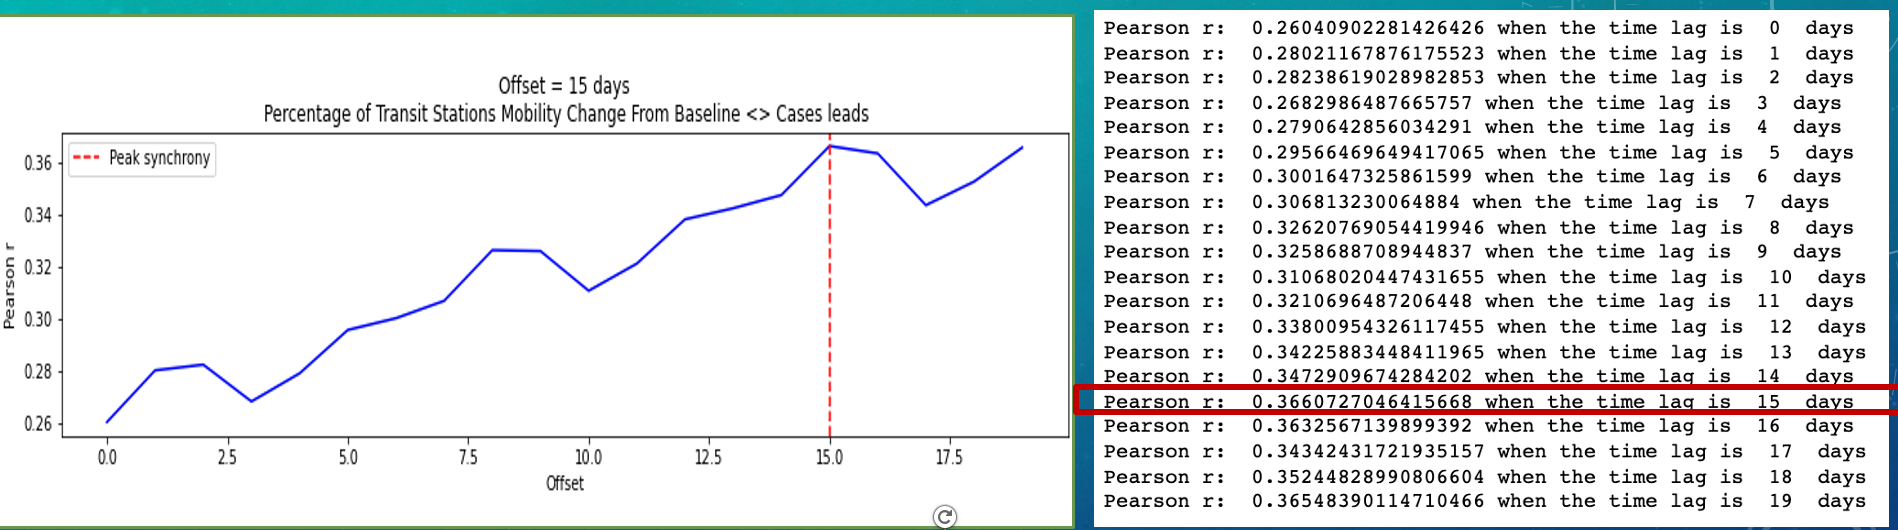 Offset = 15 days
Percentage of Transit Stations Mobility Change From Baseline <> Cases leads
Peak synchrony
Pearson r
0.36
0.34
0.32
0.30
0.28
0.26
0.0 2.5 5.0 7.5 10.0 12.5 15.0 17.5
Offset
Pearson r: 0.26040902281426426 when the time lag is 0 days
Pearson r: 0.28021167876175523 when the time lag is 1 days
Pearson r: 0.28238619028982853 when the time lag is 2 days
Pearson r: 0.2682986487665757 when the time lag is 3 days
Pearson r: 0.2790642856034291 when the time lag is 4 days
Pearson r: 0.29566469649417065 when the time lag is 5 days
Pearson r: 0.3001647325861599 when the time lag is 6 days
Pearson r: 0.306813230064884 when the time lag is 7 days
Pearson r: 0.32620769054419946 when the time lag is 8 days
Pearson r: 0.3258688708944837 when the time lag is 9 days
Pearson r: 0.31068020447431655 when the time lag is 10 days
Pearson r: 0.3210696487206448 when the time lag is 11 days
Pearson r: 0.33800954326117455 when the time lag is 12 days
Pearson r: 0.34225883448411965 when the time lag is 13 days
Pearson r: 0.3472909674284202 when the time lag is 14 days
Pearson r: 0.3660727046415668 when the time lag is 15 days
Pearson r: 0.3632567139899392 when the time lag is 16 days
Pearson r: 0.34342431721935157 when the time lag is 17 days
Pearson r: 0.35244828990806604 when the time lag is 18 days
Pearson r: 0.36548390114710466 when the time lag is 19 days